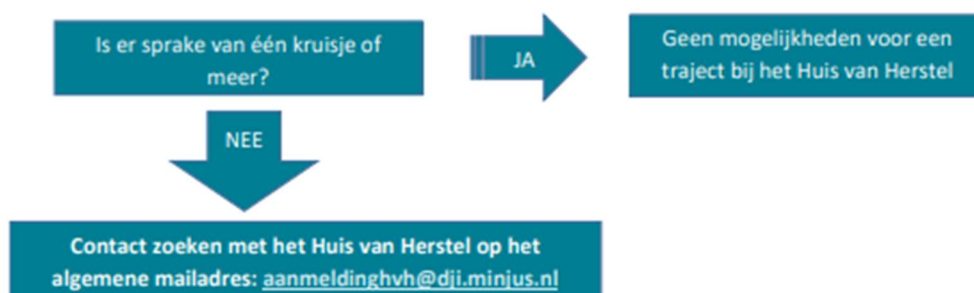 Is er sprake van één kruisje of
meer?
JA
Geen mogelijkheden voor een
traject bij het Huis van Herstel
NEE
Contact zoeken met het Huis van Herstel op het
algemene mailadres: aanmeldinghvh@dji.minjus.nl